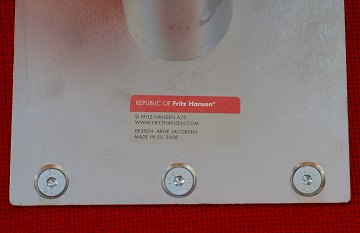 REPUBLIC OF Fritz Hansen®
© FRITZ HANSEN A/S
WWW.FRITZHANSEN.COM
DESIGN: ARNE JACOBSEN
MADE IN EU 2008